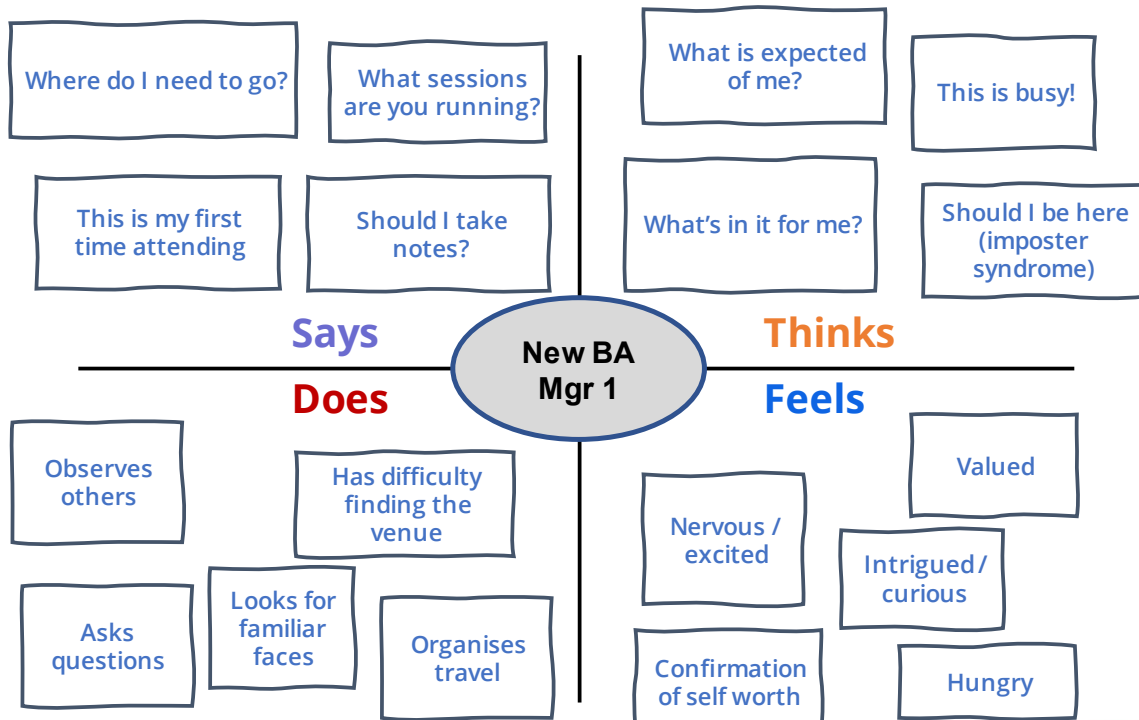 Where do I need to go?
What sessions
are you running?
This is my first
time attending
Should I take
notes?
Says
What is expected
of me?
This is busy!
What’s in it for me?
Should I be here
(imposter
syndrome)
Thinks
New BA
Mgr 1
Does
Observes
others
Has difficulty
finding the
venue
Asks
questions
Looks for
familiar
faces
Organises
travel
Feels
Valued
Nervous /
excited
Intrigued /
curious
Confirmation
of self worth
Hungry